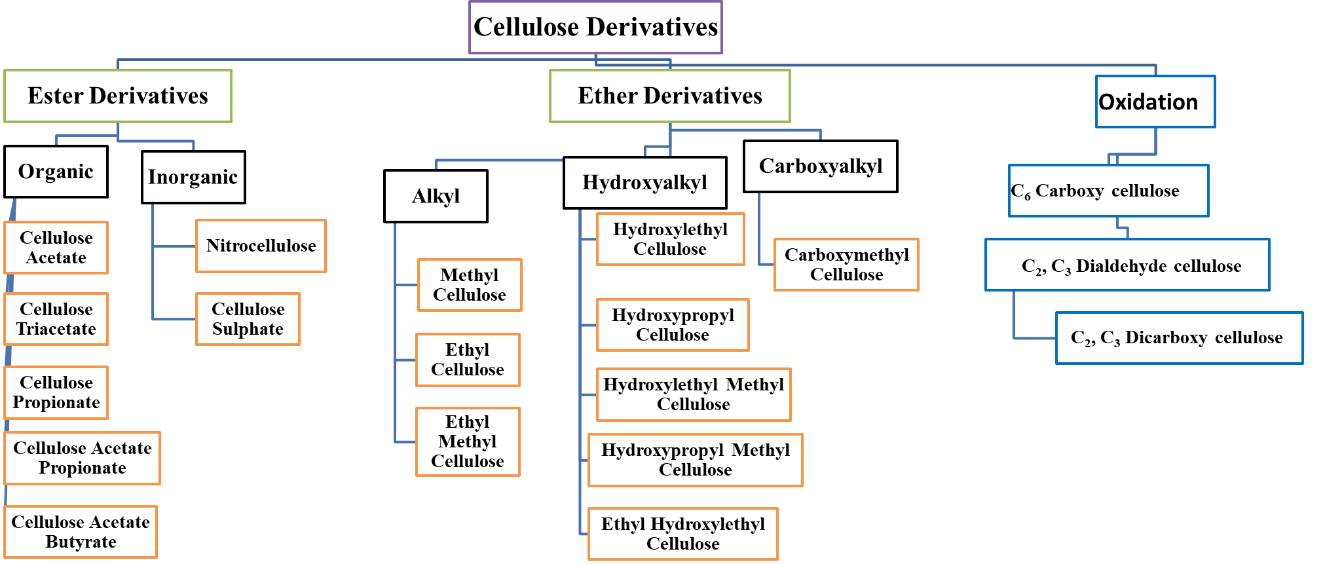 Cellulose Derivatives
Ester Derivatives
Ether Derivatives
Oxidation
Organic
Inorganic
Alkyl
Hydroxyalkyl
Carboxyalkyl
C₆ Carboxy cellulose
Cellulose
Acetate
Cellulose
Triacetate
Cellulose
Propionate
Cellulose Acetate
Propionate
Cellulose Acetate
Butyrate
Nitrocellulose
Cellulose
Sulphate
Methyl
Cellulose
Ethyl
Cellulose
Ethyl
Methyl
Cellulose
Hydroxylethyl
Cellulose
Hydroxypropyl
Cellulose
Hydroxylethyl Methyl
Cellulose
Hydroxypropyl Methyl
Cellulose
Ethyl Hydroxylethyl
Cellulose
Carboxymethyl
Cellulose
C₂, C₃ Dialdehyde cellulose
C₂, C₃ Dicarboxy cellulose